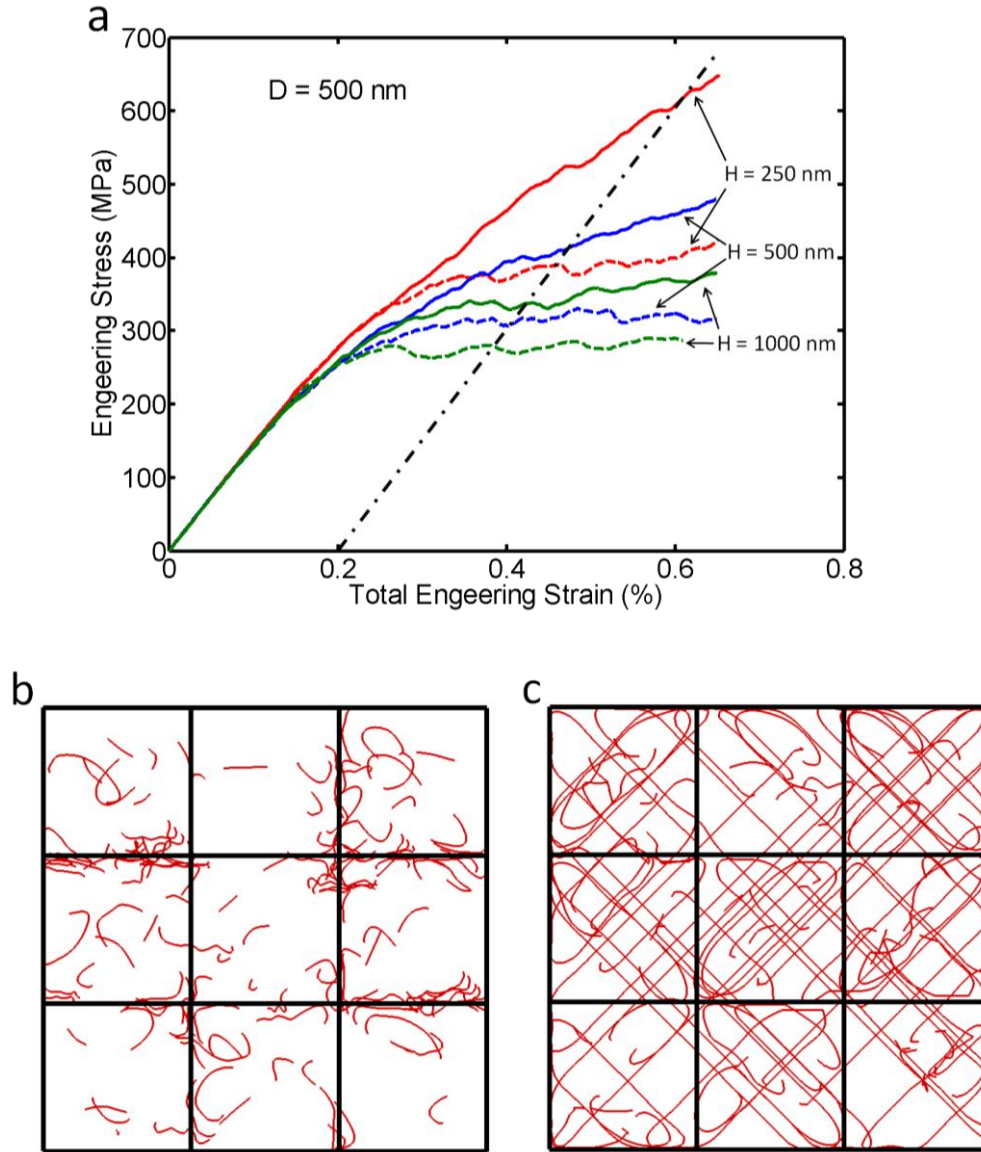 a
700
600
500
400
300
200
100
0
D = 500 nm
H = 250 nm
H = 500 nm
H = 1000 nm
Engeering Stress (MPa)
0
0.2
0.4
0.6
0.8
Total Engeering Strain (%)
b
c